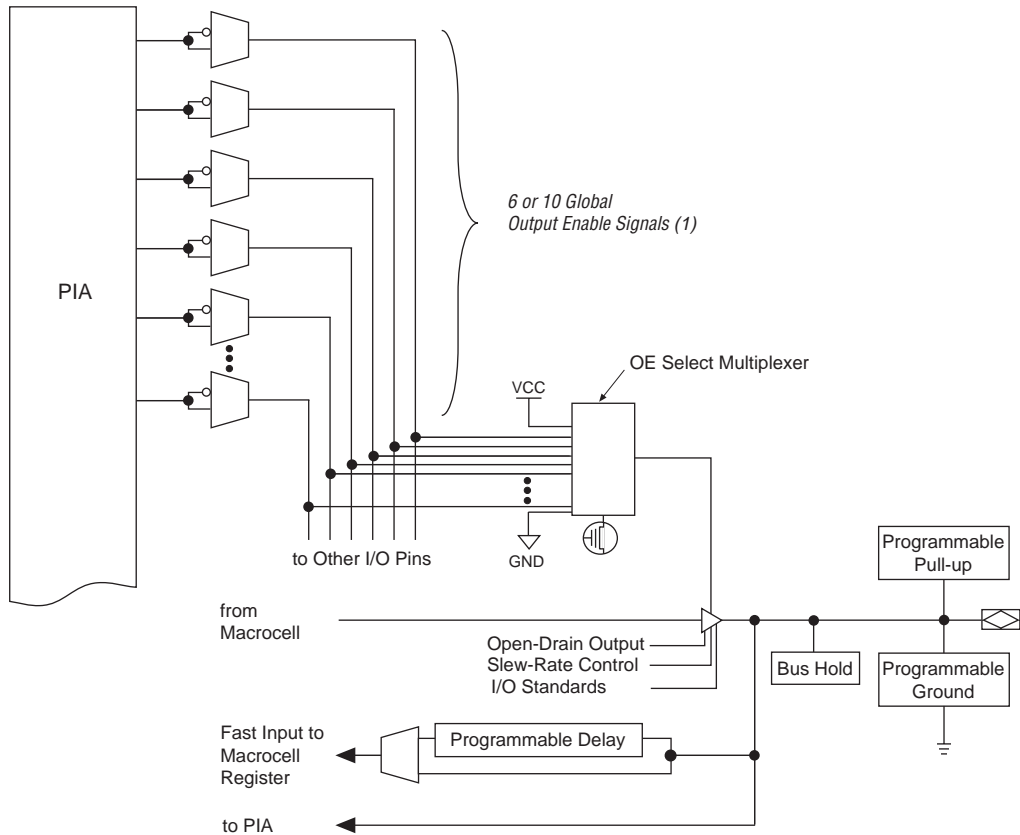 PIA
6 or 10 Global
Output Enable Signals (1)
OE Select Multiplexer
VCC
GND
to Other I/O Pins
from
Macrocell
Open-Drain Output
Slew-Rate Control
I/O Standards
Programmable
Pull-up
Bus Hold
Programmable
Ground
Fast Input to
Macrocell
Register
Programmable Delay
to PIA